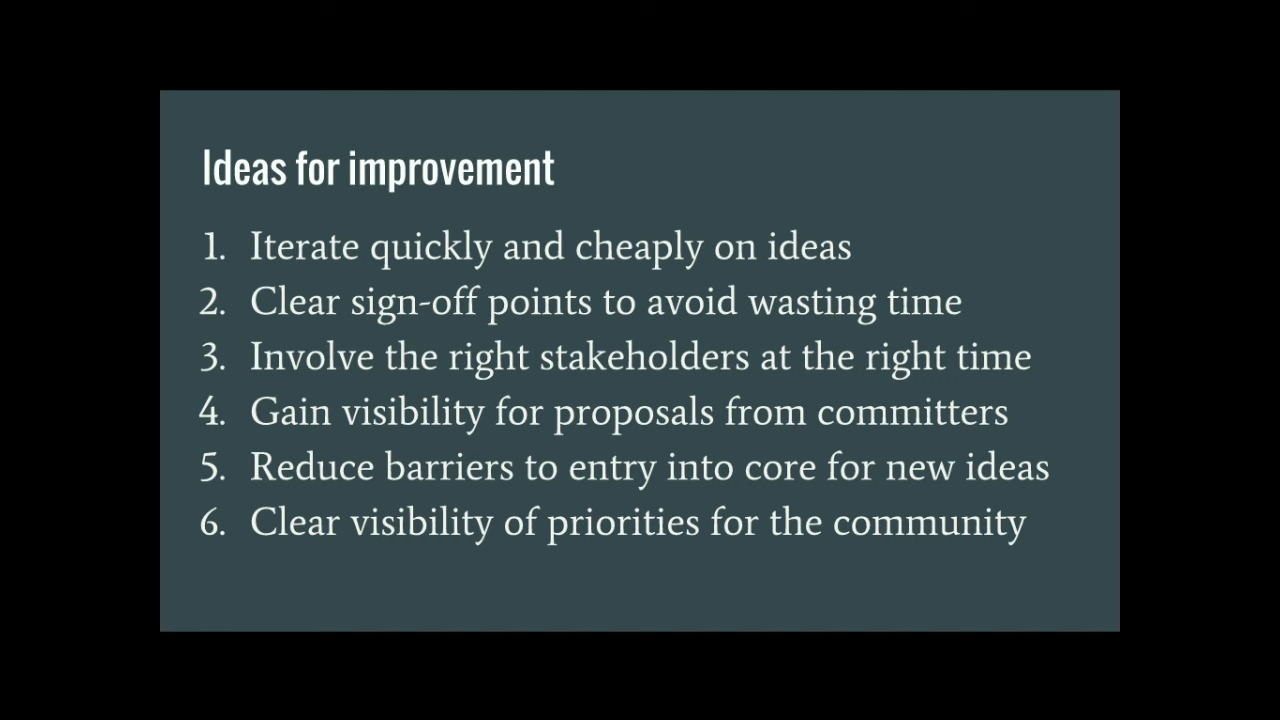 Ideas for improvement
1. Iterate quickly and cheaply on ideas
2. Clear sign-off points to avoid wasting time
3. Involve the right stakeholders at the right time
4. Gain visibility for proposals from committers
5. Reduce barriers to entry into core for new ideas
6. Clear visibility of priorities for the community